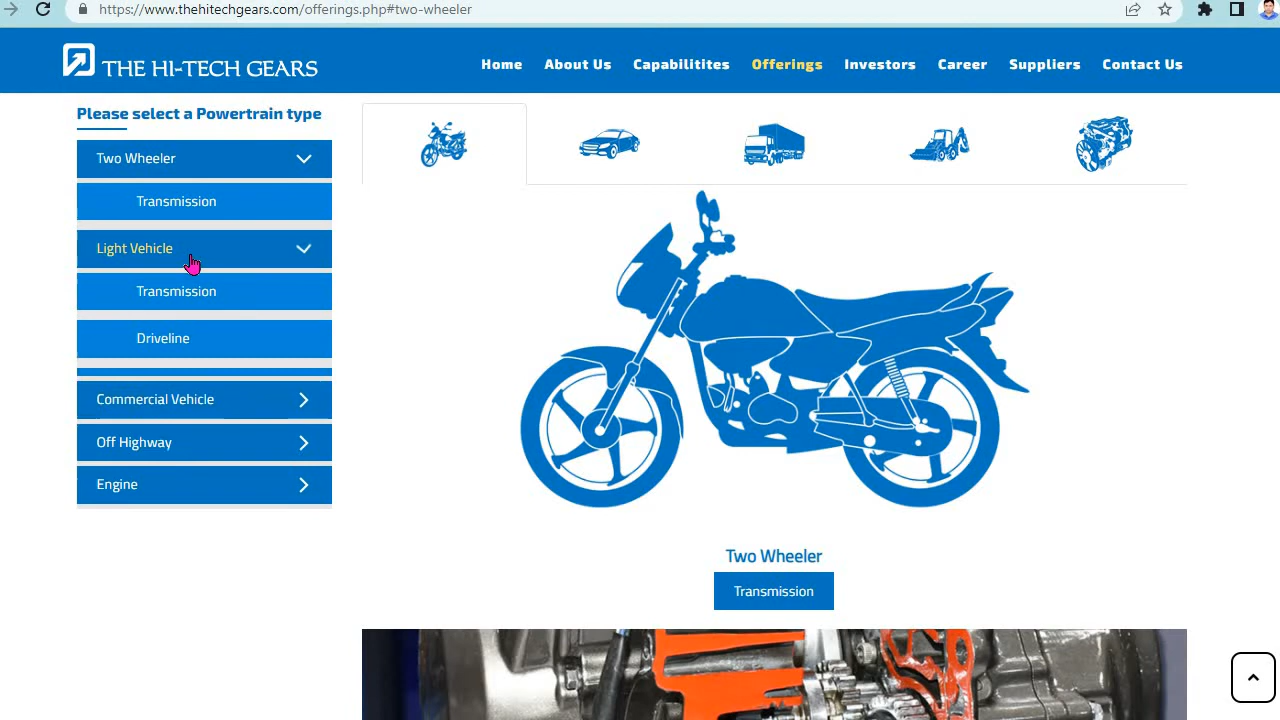 https://www.thehitechgears.com/offerings.php#two-wheeler
THE HI-TECH GEARS
Home About Us Capabilitites Offerings Investors Career Suppliers Contact Us
Please select a Powertrain type
Two Wheeler
Transmission
Light Vehicle
Transmission
Driveline
Commercial Vehicle
Off Highway
Engine
Two Wheeler
Transmission